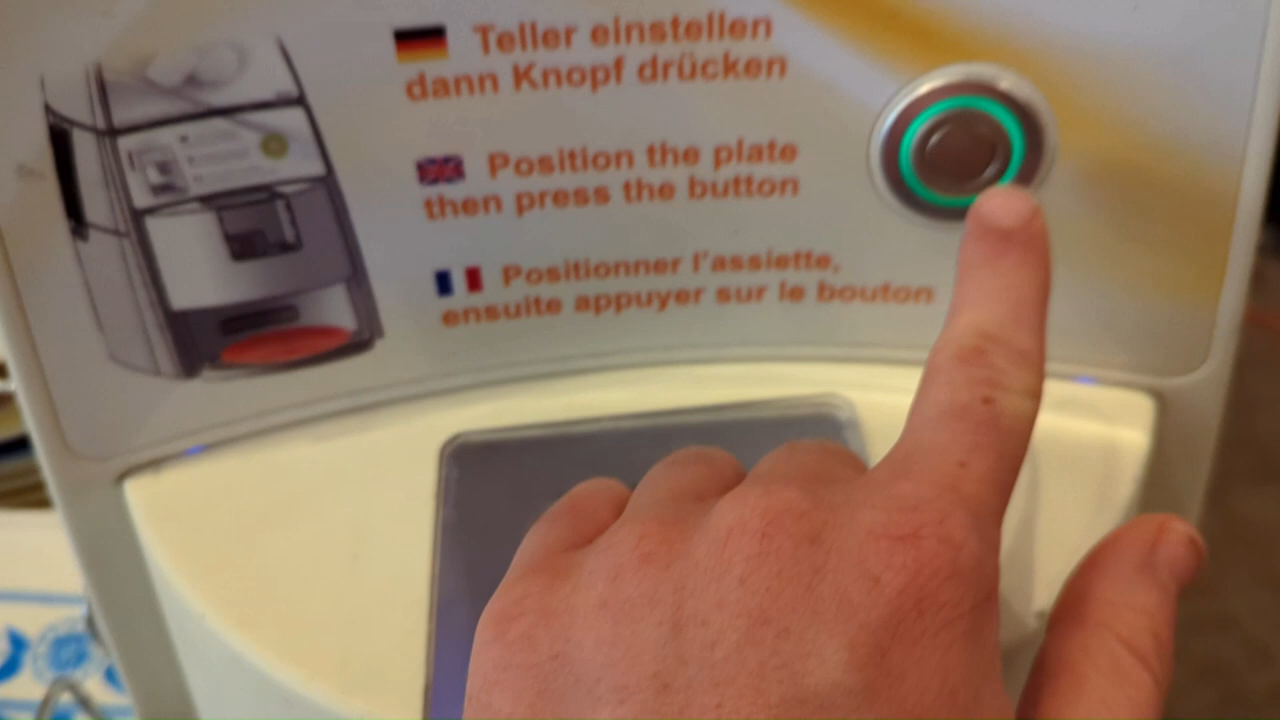 Teller einstellen
dann Knopf drücken
Position the plate
then press the button
Positionner l'assiette,
ensuite appuyer sur le bouton